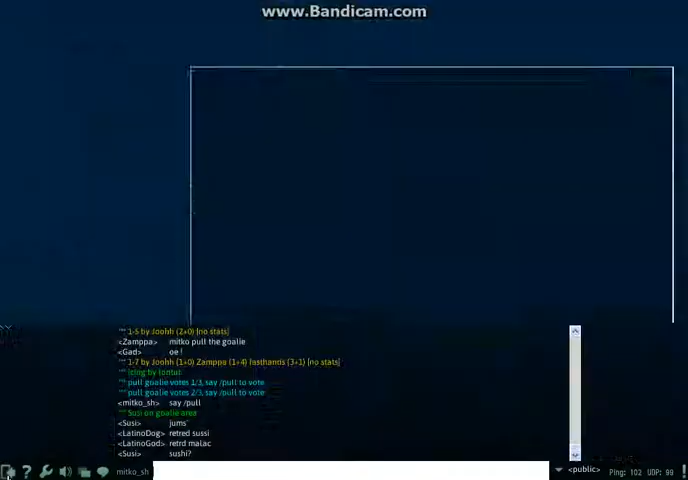 www.Bandicam.com
*** 1-5 by Joohh (2+0) [no stats]
<Zamppa> mitko pull the goalie
<Gad> oe !
*** 1-7 by Joohh (1+0) Zamppa (1+4) fasthands (3+1) [no stats]
*** Icing by Tontut
*** pull goalie votes 1/3, say /pull to vote
*** pull goalie votes 2/3, say /pull to vote
<mitko_sh> say /pull
*** Susi on goalie area
<Susi> jums¨
<LatinoDog> retred sussi
<LatinoGod> retrd malac
<Susi> sushi?
mitko_sh <public> Ping: 102 UDP: 99